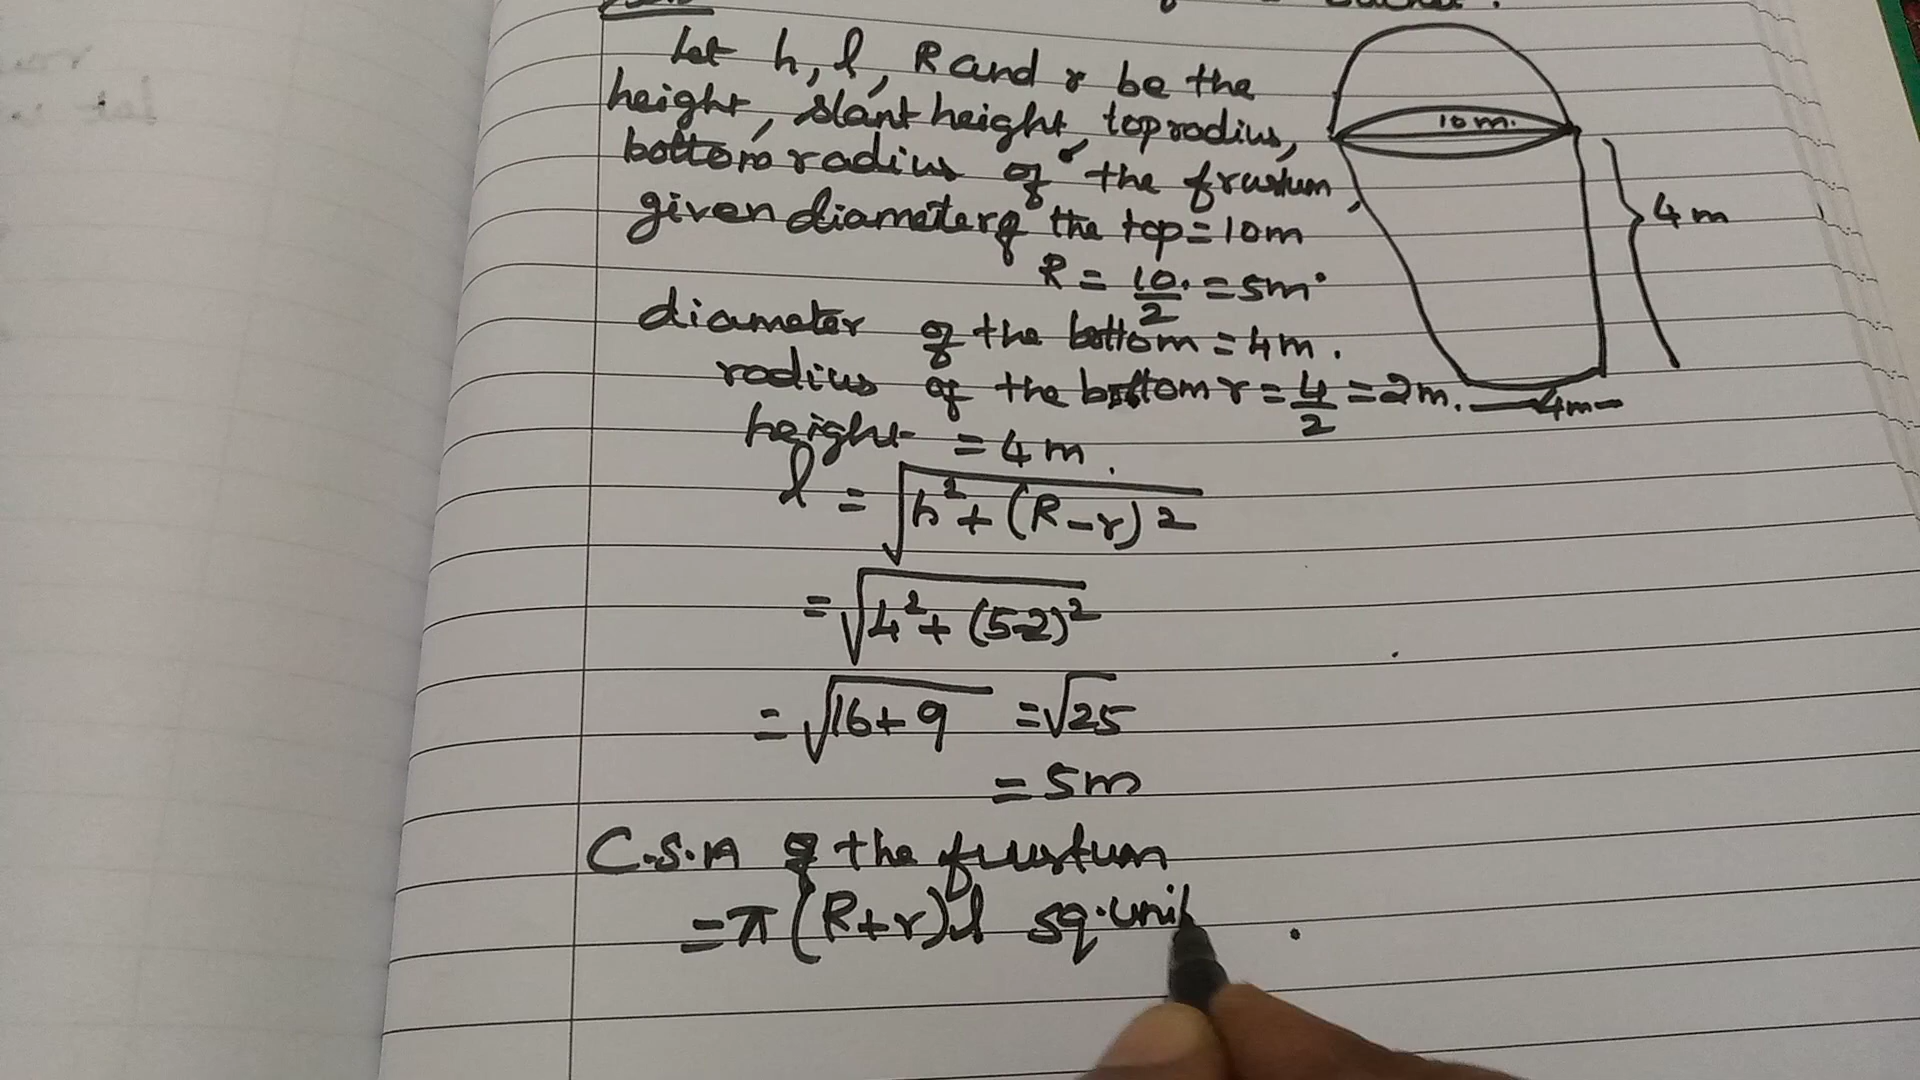 Let h, l, R and r be the
height, slant height, top radius,
bottom radius of the frustum,
given diameter of the top = 10m
R = 10/2 = 5m
diameter of the bottom = 4m.
radius of the bottom r = 4/2 = 2m.
height = 4m.
l = √h²+(R-r)2
= √4²+(5-2)²
= √16+9 = √25
= 5m
C.S.A of the frustum
= π(R+r)l sq.unit
10m.
4m
4m